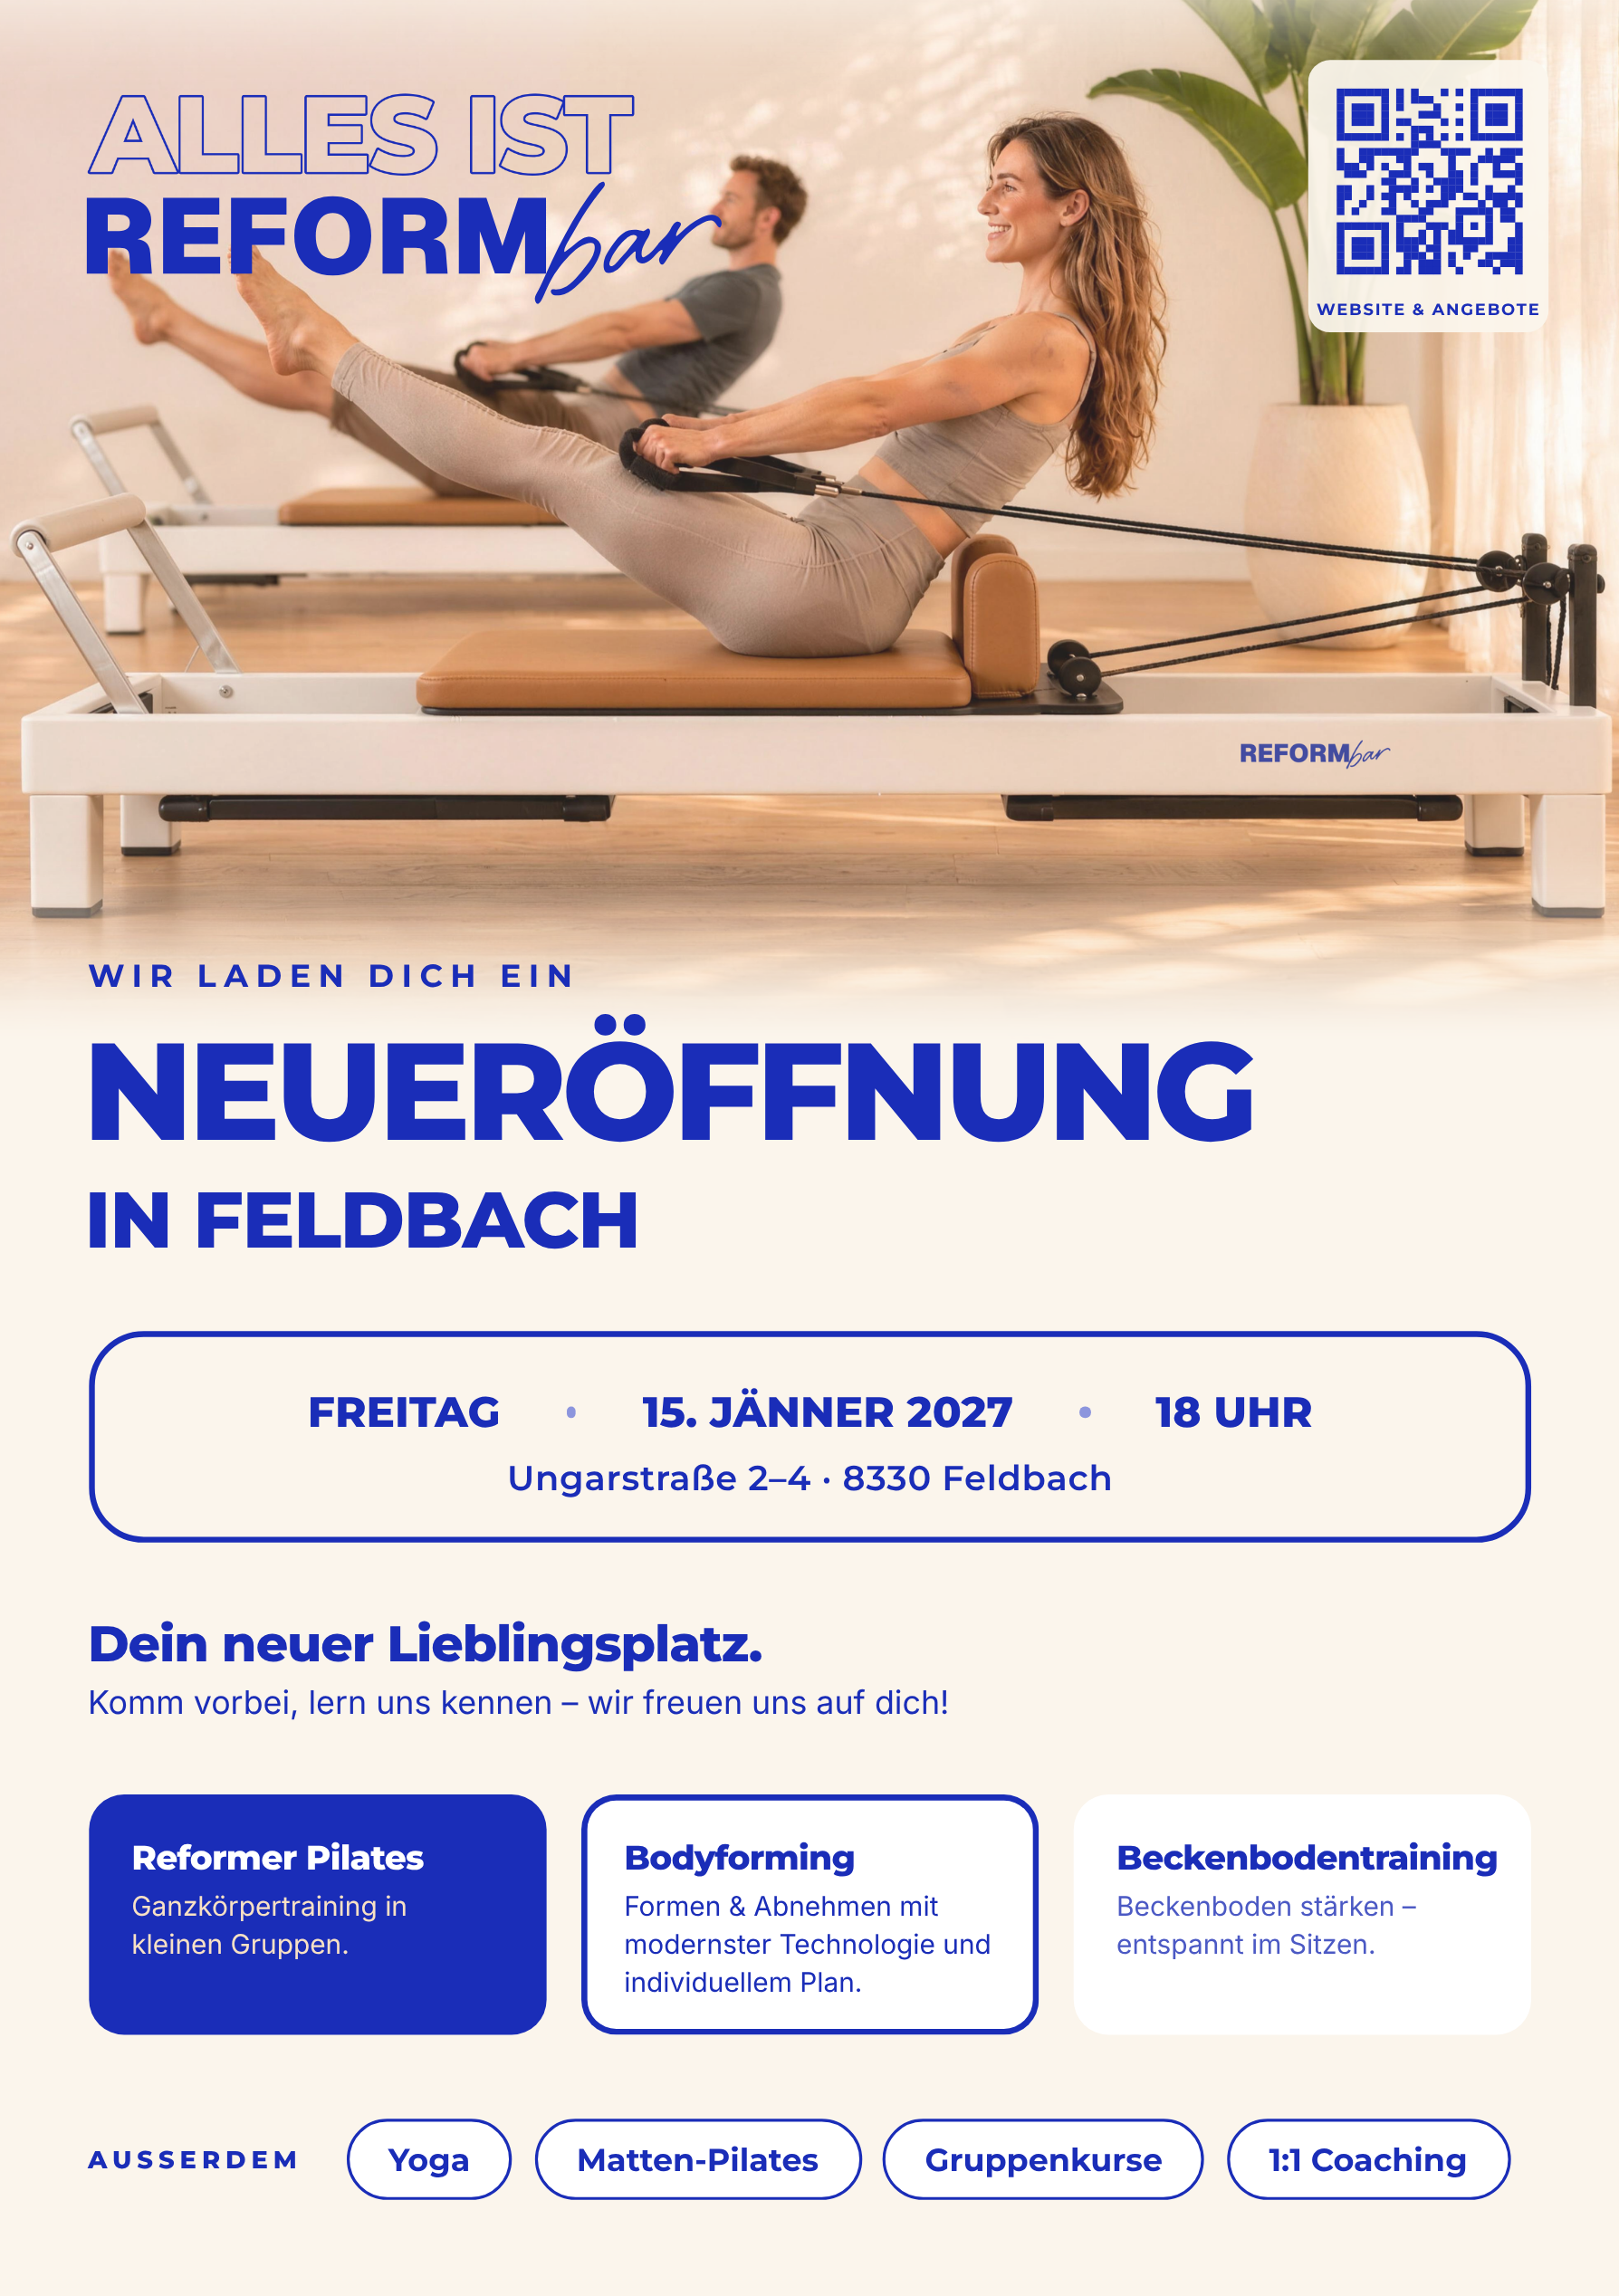 ALLES IST
REFORMbar
WEBSITE & ANGEBOTE
REFORMbar
WIR LADEN DICH EIN
NEUERÖFFNUNG
IN FELDBACH
FREITAG · 15. JÄNNER 2027 · 18 UHR
Ungarstraße 2–4 · 8330 Feldbach
Dein neuer Lieblingsplatz.
Komm vorbei, lern uns kennen – wir freuen uns auf dich!
Reformer Pilates
Ganzkörpertraining in
kleinen Gruppen.
Bodyforming
Formen & Abnehmen mit
modernster Technologie und
individuellem Plan.
Beckenbodentraining
Beckenboden stärken –
entspannt im Sitzen.
AUSSERDEM Yoga Matten-Pilates Gruppenkurse 1:1 Coaching